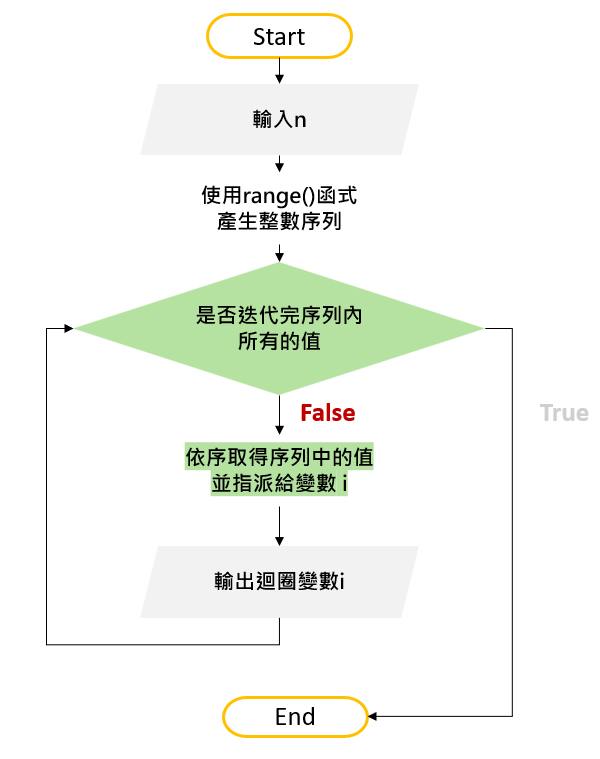 Start
輸入n
使用range()函式
產生整數序列
是否迭代完序列內
所有的值
False
True
依序取得序列中的值
並指派給變數 i
輸出迴圈變數i
End